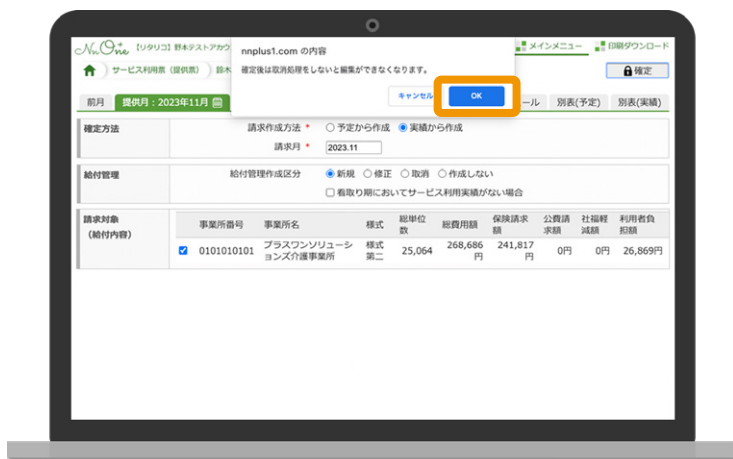 NnOne 【リタリコ】野本テストアカウ
メインメニュー 印刷ダウンロード
nnplus1.com の内容
確定後は取消処理をしないと編集ができなくなります。
キャンセル OK
サービス利用票（提供票） 鈴木
確定
前月 提供月：2023年11月 ール 別表(予定) 別表(実績)
確定方法 請求作成方法 * 予定から作成 実績から作成
請求月 * 2023.11
給付管理 給付管理作成区分 新規 修正 取消 作成しない
看取り期においてサービス利用実績がない場合
請求対象
（給付内容）
事業所番号 事業所名 様式 総単位数 総費用額 保険請求額 公費請求額 社福軽減額 利用者負担額
0101010101 プラスワンソリューションズ介護事業所 様式第二 25,064 268,686円 241,817円 0円 0円 26,869円